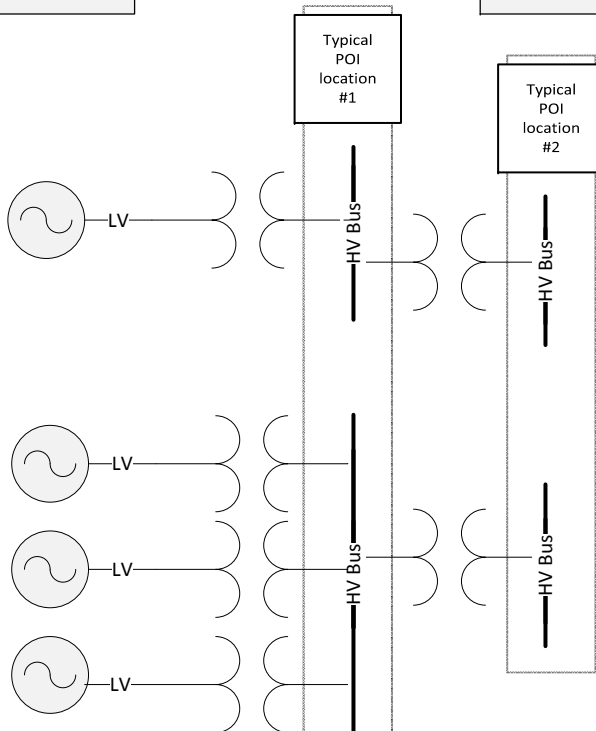 Typical
POI
location
#1
Typical
POI
location
#2
LV
HV Bus
HV Bus
LV
LV
HV Bus
HV Bus
LV